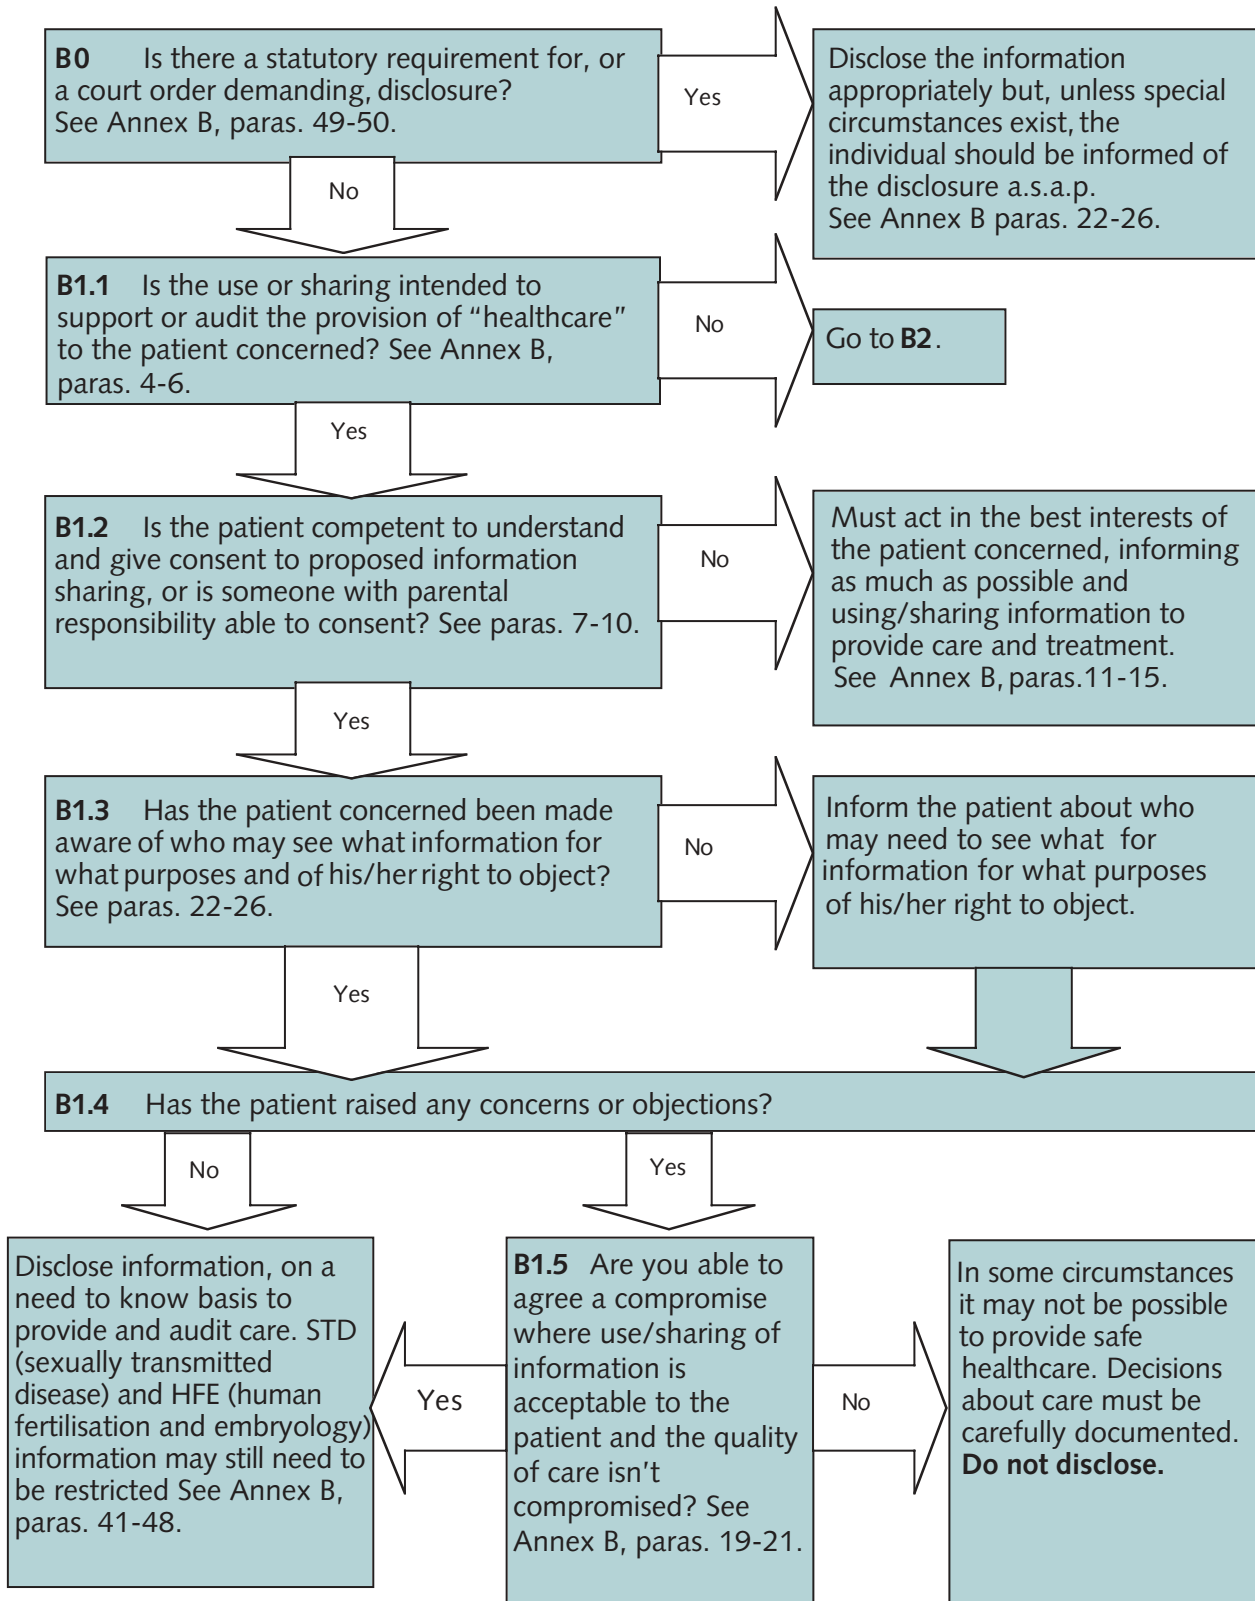 B0 Is there a statutory requirement for, or
a court order demanding, disclosure?
See Annex B, paras. 49-50.
Yes
Disclose the information
appropriately but, unless special
circumstances exist, the
individual should be informed of
the disclosure a.s.a.p.
See Annex B paras. 22-26.
No
B1.1 Is the use or sharing intended to
support or audit the provision of “healthcare”
to the patient concerned? See Annex B,
paras. 4-6.
No
Go to B2.
Yes
B1.2 Is the patient competent to understand
and give consent to proposed information
sharing, or is someone with parental
responsibility able to consent? See paras. 7-10.
No
Must act in the best interests of
the patient concerned, informing
as much as possible and
using/sharing information to
provide care and treatment.
See Annex B, paras.11-15.
Yes
B1.3 Has the patient concerned been made
aware of who may see what information for
what purposes and of his/her right to object?
See paras. 22-26.
No
Inform the patient about who
may need to see what for
information for what purposes
of his/her right to object.
Yes
B1.4 Has the patient raised any concerns or objections?
No
Yes
Disclose information, on a
need to know basis to
provide and audit care. STD
(sexually transmitted
disease) and HFE (human
fertilisation and embryology)
information may still need to
be restricted See Annex B,
paras. 41-48.
Yes
B1.5 Are you able to
agree a compromise
where use/sharing of
information is
acceptable to the
patient and the quality
of care isn't
compromised? See
Annex B, paras. 19-21.
No
In some circumstances
it may not be possible
to provide safe
healthcare. Decisions
about care must be
carefully documented.
Do not disclose.